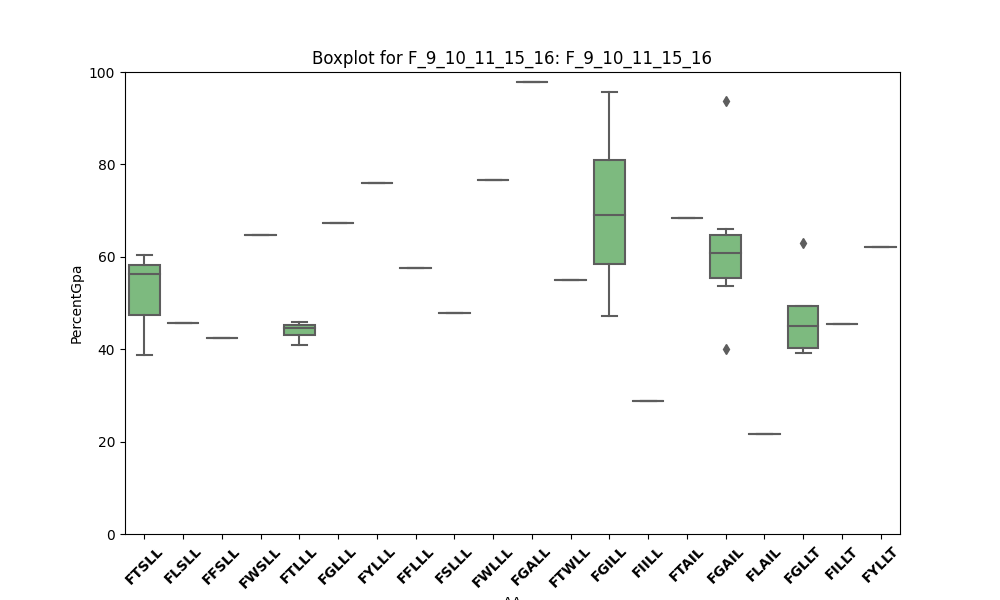 Boxplot for F_9_10_11_15_16: F_9_10_11_15_16
100
80
60
40
20
0
PercentGpa
FTSLL
FLSLL
FFSLL
FWSLL
FTLLL
FGLLL
FYLLL
FFLLL
FSLLL
FWLLL
FGALL
FTWLL
FGILL
FIILL
FTAIL
FGAIL
FLAIL
FGLLT
FILLT
FYLLT